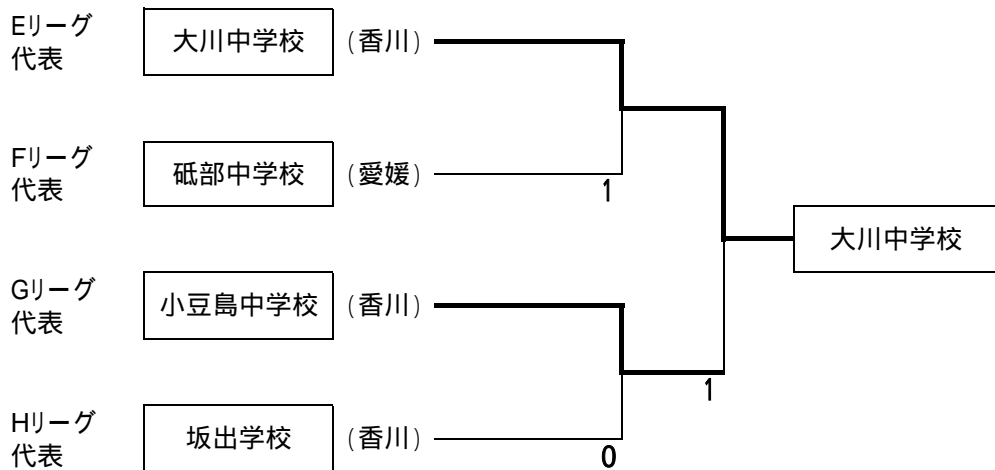 Eリーグ
代表
大川中学校
(香川)
Fリーグ
代表
砥部中学校
(愛媛)
1
大川中学校
Gリーグ
代表
小豆島中学校
(香川)
1
Hリーグ
代表
坂出学校
(香川)
0